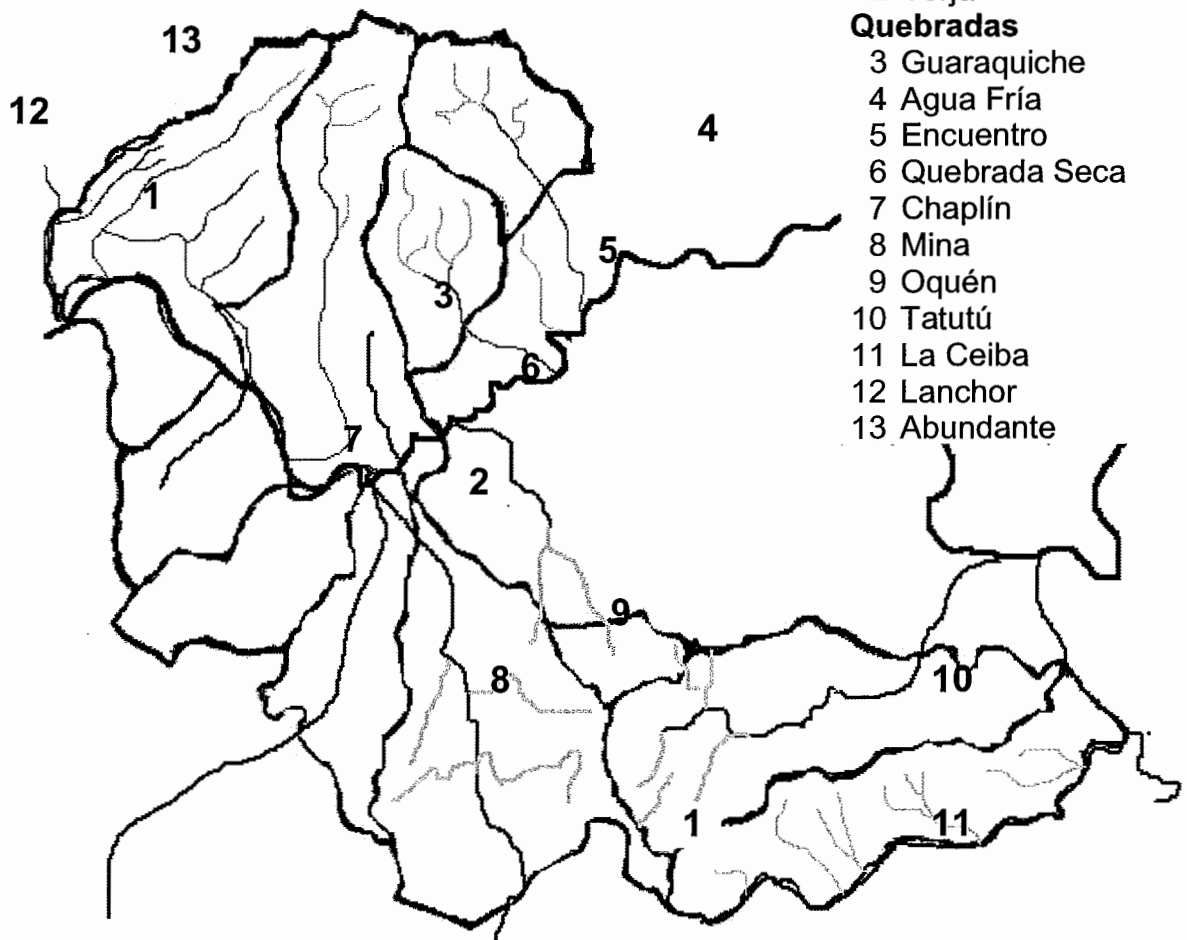 Quebradas
3 Guaraquiche
4 Agua Fría
5 Encuentro
6 Quebrada Seca
7 Chaplín
8 Mina
9 Oquén
10 Tatutú
11 La Ceiba
12 Lanchor
13 Abundante
13
12
4
1
5
3
6
7
2
9
8
10
1
11